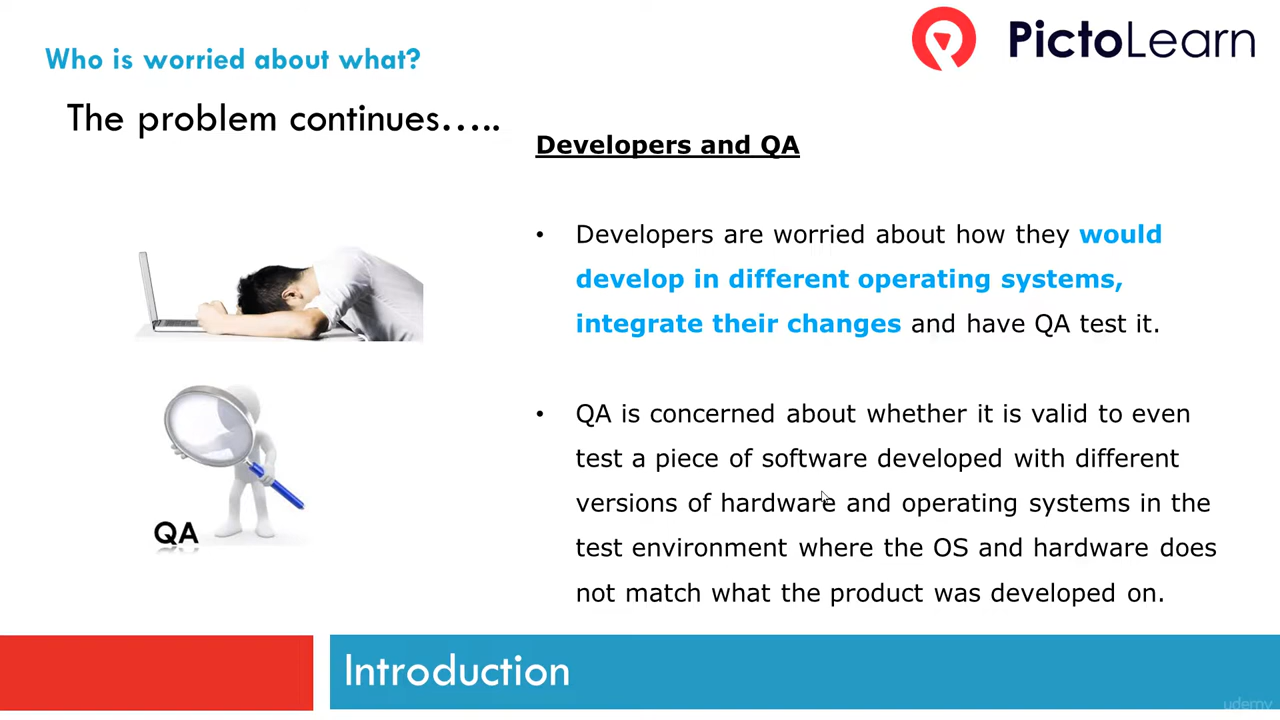 PictoLearn
Who is worried about what?
The problem continues.....
Developers and QA
• Developers are worried about how they would
develop in different operating systems,
integrate their changes and have QA test it.
• QA is concerned about whether it is valid to even
test a piece of software developed with different
versions of hardware and operating systems in the
test environment where the OS and hardware does
not match what the product was developed on.
QA
Introduction
udemy